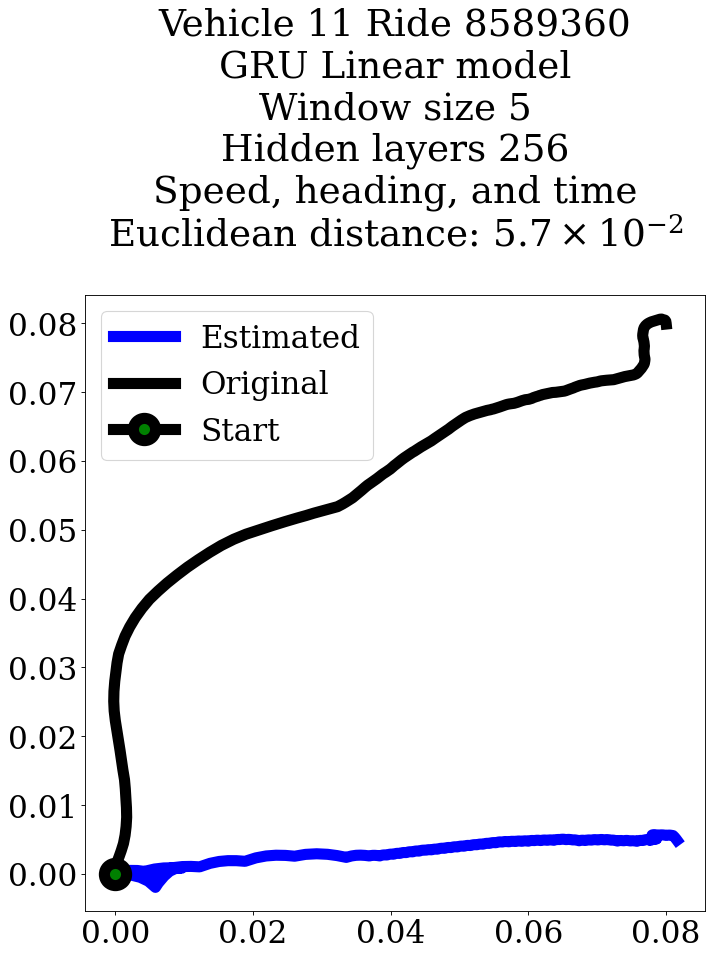 Vehicle 11 Ride 8589360
GRU Linear model
Window size 5
Hidden layers 256
Speed, heading, and time
Euclidean distance: 5.7 × 10⁻²
Estimated
Original
Start
0.08
0.07
0.06
0.05
0.04
0.03
0.02
0.01
0.00
0.00 0.02 0.04 0.06 0.08